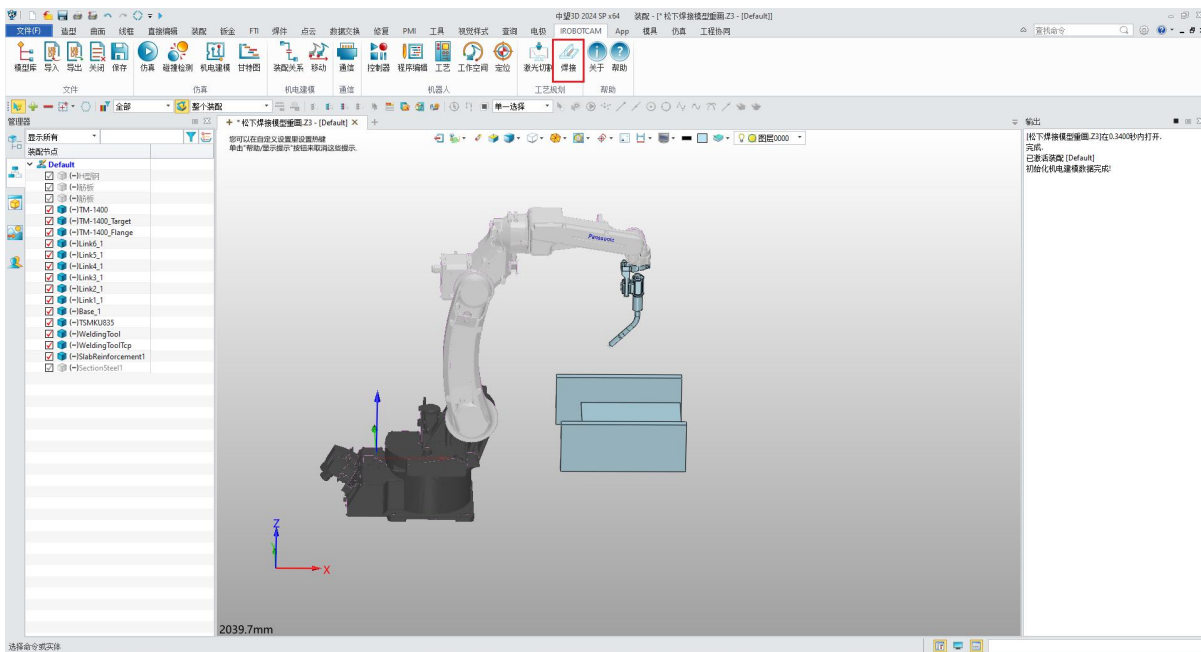 中望3D 2024 SP x64    装配 - [* 松下焊接模型重画.Z3 - [Default]]
文件(F) 造型 曲面 线框 直接编辑 装配 钣金 FTI 焊件 点云 数据交换 修复 PMI 工具 视觉样式 查询 电极 IROBOTCAM App 模具 仿真 工程协同 查找命令
模型库 导入 导出 关闭 保存 仿真 碰撞检测 机电建模 甘特图 装配关系 移动 通信 控制器 程序编辑 工艺 工作空间 定位 激光切割 焊接 关于 帮助
文件 仿真 机电建模 通信 机器人 工艺规划 帮助
全部 整个装配 单一选择
管理器
显示所有
装配节点
Default
(-)H型钢
(-)筋板
(-)筋板
(-)TM-1400
(-)TM-1400_Target
(-)TM-1400_Flange
(-)Link6_1
(-)Link5_1
(-)Link4_1
(-)Link3_1
(-)Link2_1
(-)Link1_1
(-)Base_1
(-)TSMKU835
(-)WeldingTool
(-)WeldingToolTcp
(-)SlabReinforcement1
(-)SectionSteel1
* 松下焊接模型重画.Z3 - [Default]
您可以在自定义设置里设置热键
单击"帮助/显示提示"按钮来取消这些提示.
图层0000
Panasonic
Z
X
2039.7mm
输出
[松下焊接模型重画.Z3]在0.3400秒内打开.
完成.
已激活装配 [Default]
初始化机电建模数据完成!
选择命令或实体